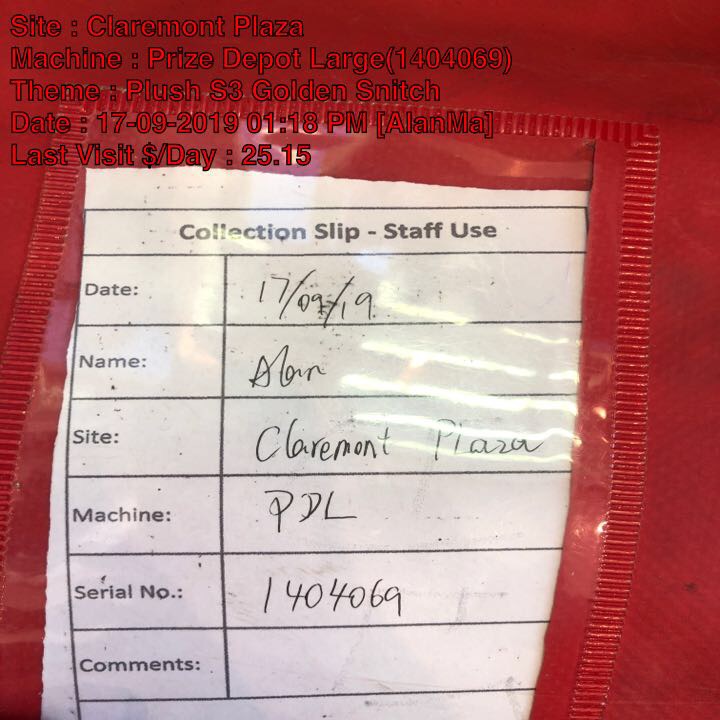 Site : Claremont Plaza
Machine : Prize Depot Large(1404069)
Theme : Plush S3 Golden Snitch
Date : 17-09-2019 01:18 PM [AlanMa]
Last Visit $/Day : 25.15
Collection Slip - Staff Use
Date: 17/09/19
Name: Alan
Site: Claremont Plaza
Machine: PDL
Serial No.: 1404069
Comments: